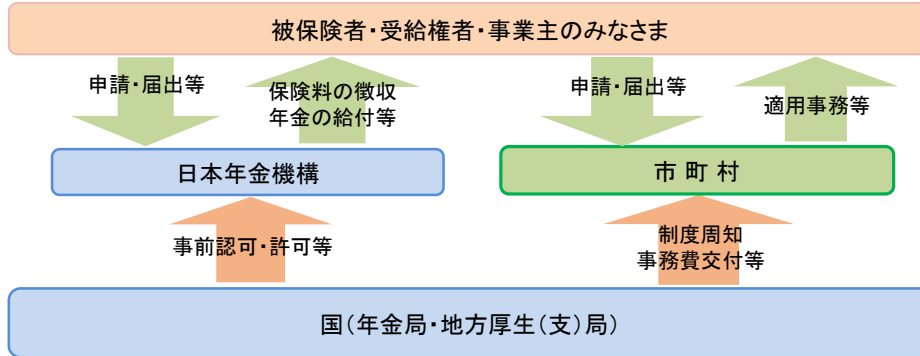 被保険者・受給権者・事業主のみなさま
申請・届出等
保険料の徴収
年金の給付等
申請・届出等
適用事務等
日本年金機構
市 町 村
事前認可・許可等
制度周知
事務費交付等
国(年金局・地方厚生(支)局)